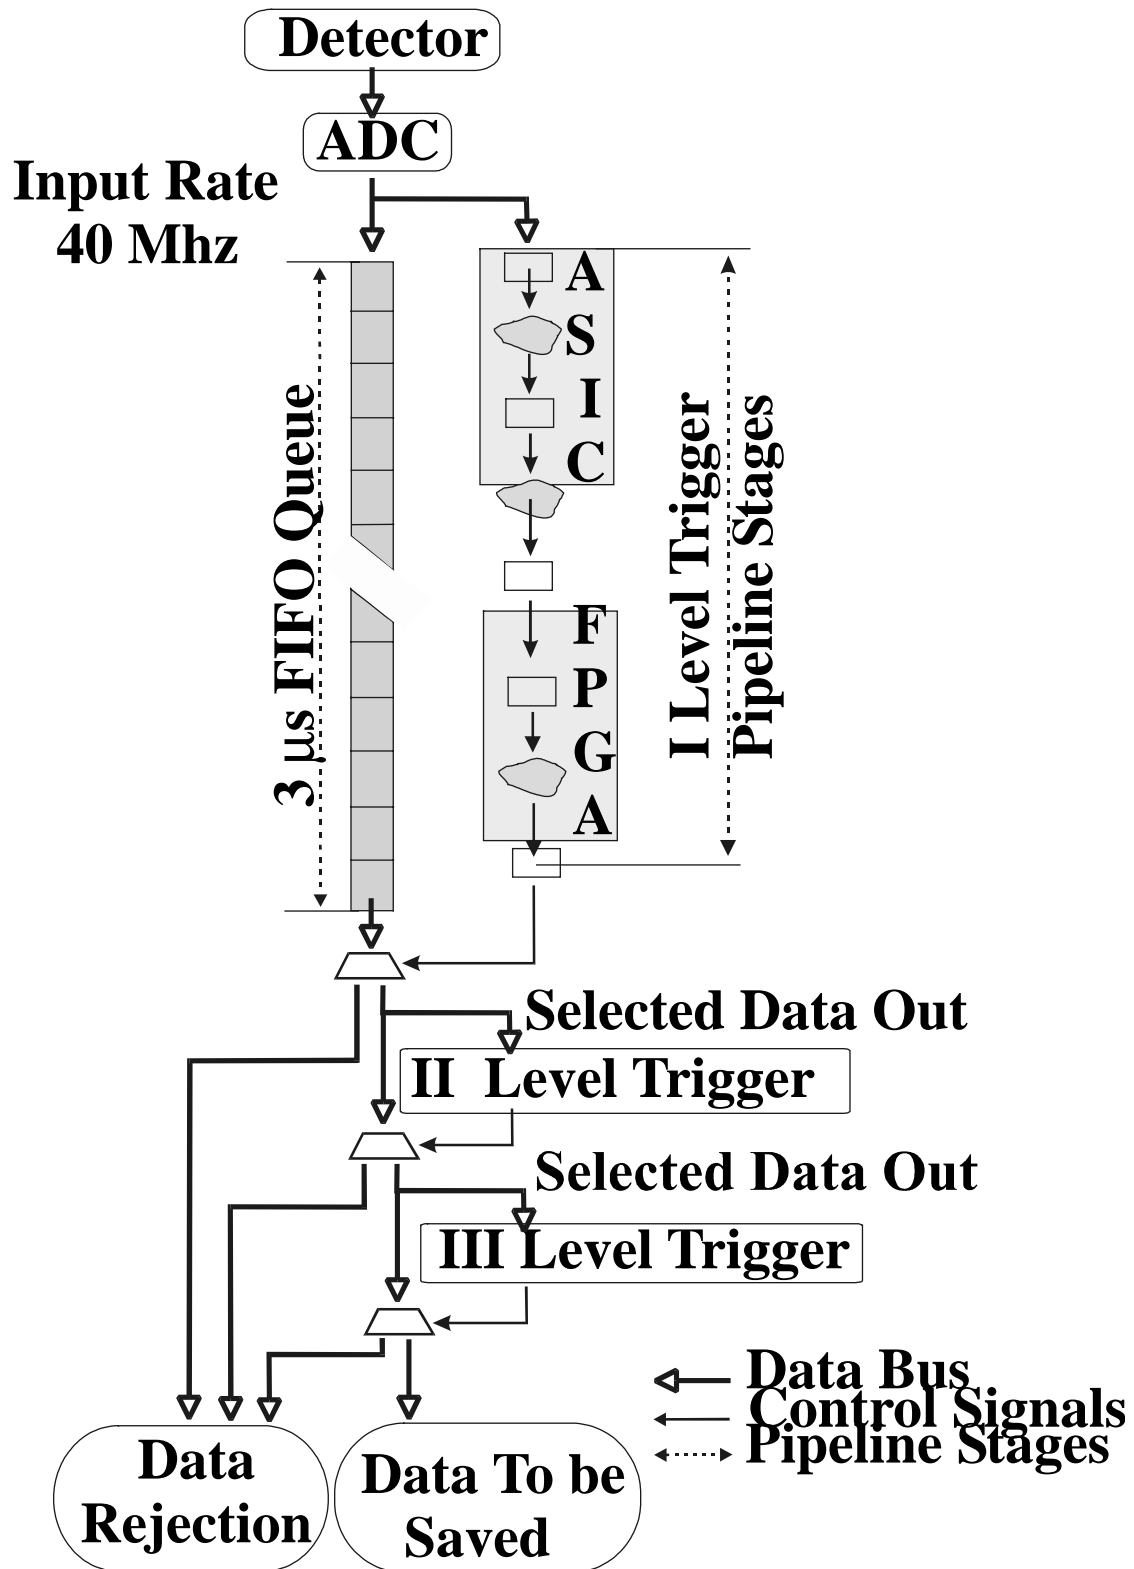 Detector
ADC
Input Rate
40 Mhz
A
S
I
C
3 μs FIFO Queue
I Level Trigger
Pipeline Stages
F
P
G
A
Selected Data Out
II Level Trigger
Selected Data Out
III Level Trigger
Data Bus
Control Signals
Pipeline Stages
Data
Rejection
Data To be
Saved